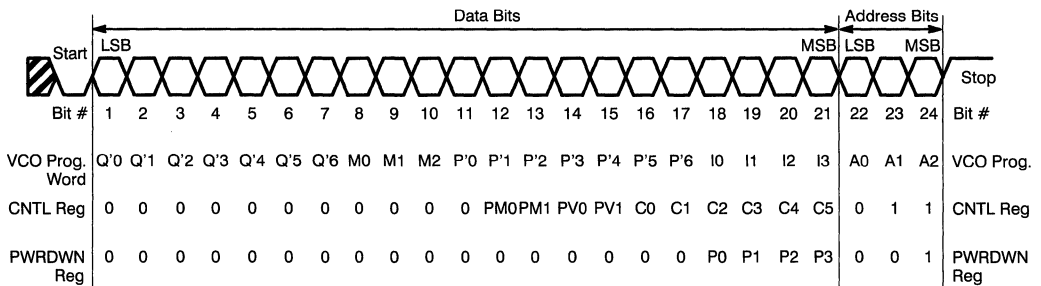 Data Bits Address Bits
Start LSB MSB LSB MSB Stop
Bit # 1 2 3 4 5 6 7 8 9 10 11 12 13 14 15 16 17 18 19 20 21 22 23 24 Bit #
VCO Prog. Word Q'0 Q'1 Q'2 Q'3 Q'4 Q'5 Q'6 M0 M1 M2 P'0 P'1 P'2 P'3 P'4 P'5 P'6 I0 I1 I2 I3 A0 A1 A2 VCO Prog.
CNTL Reg 0 0 0 0 0 0 0 0 0 0 0 PM0 PM1 PV0 PV1 C0 C1 C2 C3 C4 C5 0 1 1 CNTL Reg
PWRDWN Reg 0 0 0 0 0 0 0 0 0 0 0 0 0 0 0 0 0 P0 P1 P2 P3 0 0 1 PWRDWN Reg